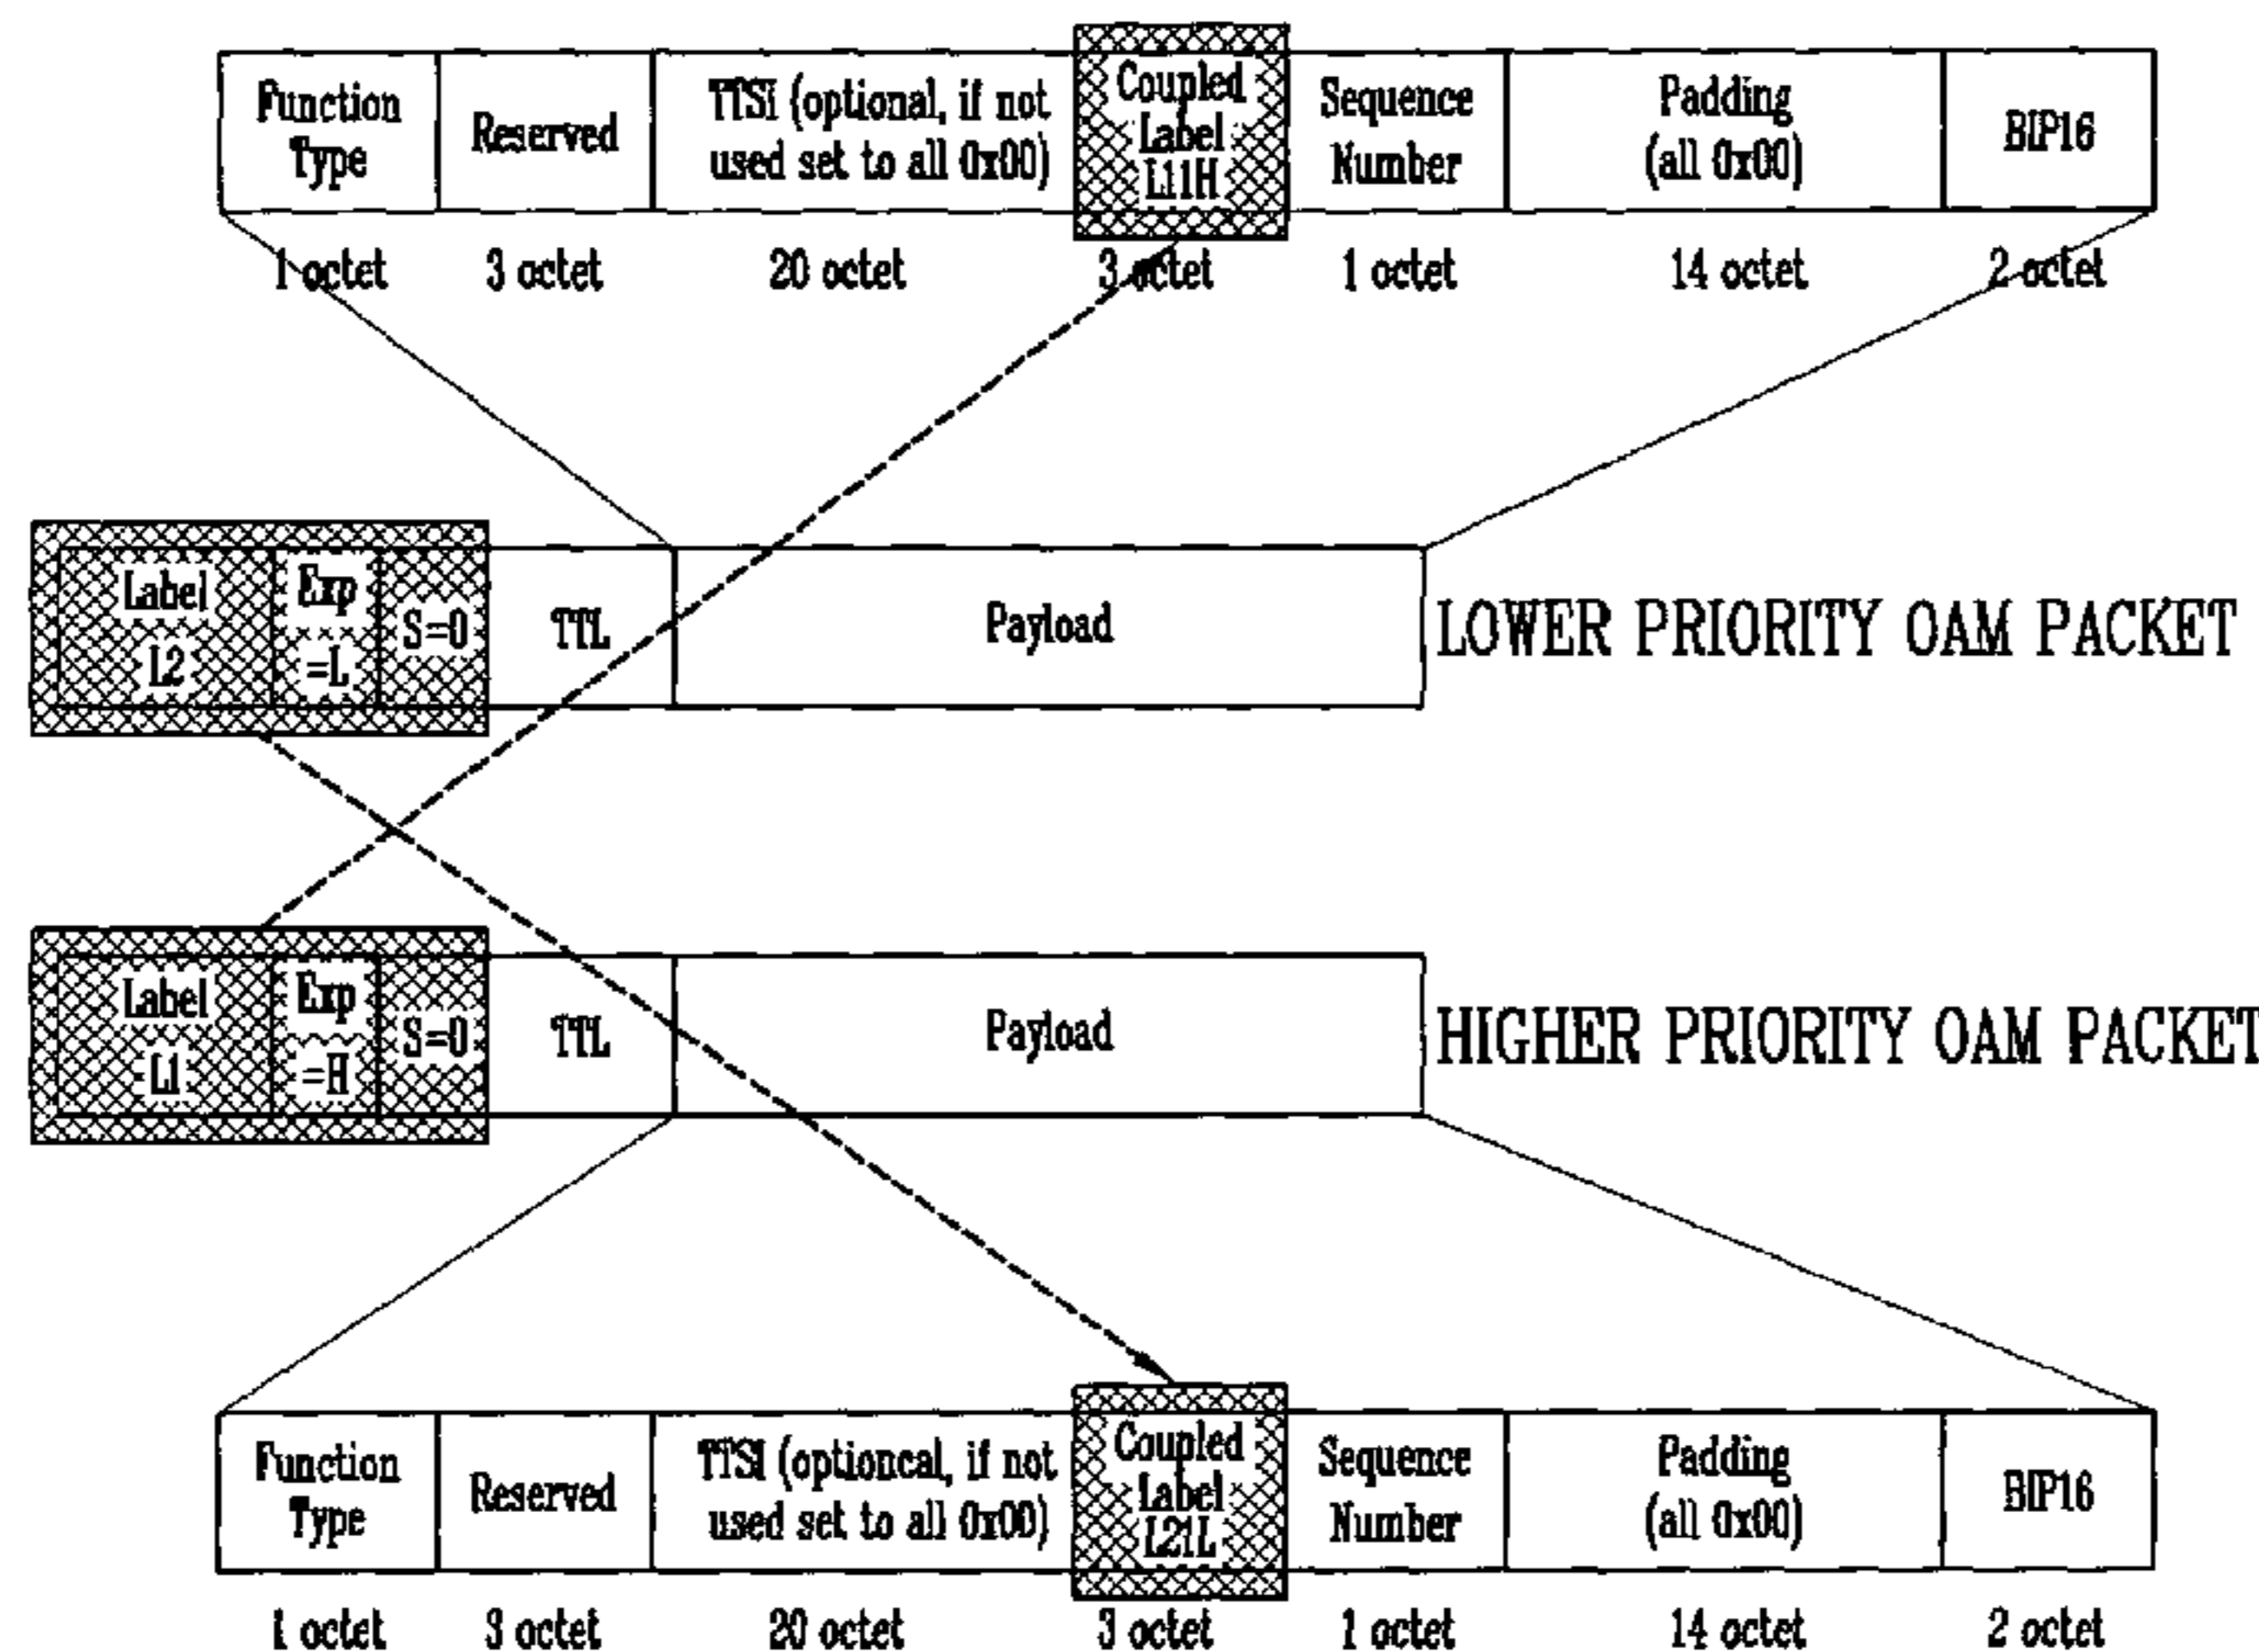 Function Type
Reserved
TTSI (optional, if not used set to all 0x00)
Coupled Label L11H
Sequence Number
Padding (all 0x00)
BIP16
1 octet
3 octet
20 octet
3 octet
1 octet
14 octet
2 octet
Label L2
Exp =L
S=0
TTL
Payload
LOWER PRIORITY OAM PACKET
Label L1
Exp =H
S=0
TTL
Payload
HIGHER PRIORITY OAM PACKET
Function Type
Reserved
TTSI (optioncal, if not used set to all 0x00)
Coupled Label L21L
Sequence Number
Padding (all 0x00)
BIP16
1 octet
3 octet
20 octet
3 octet
1 octet
14 octet
2 octet